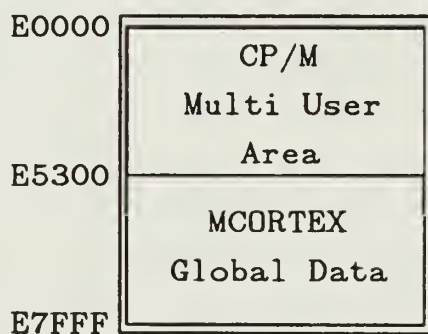 E0000
CP/M
Multi User
Area
E5300
MCORTEX
Global Data
E7FFF